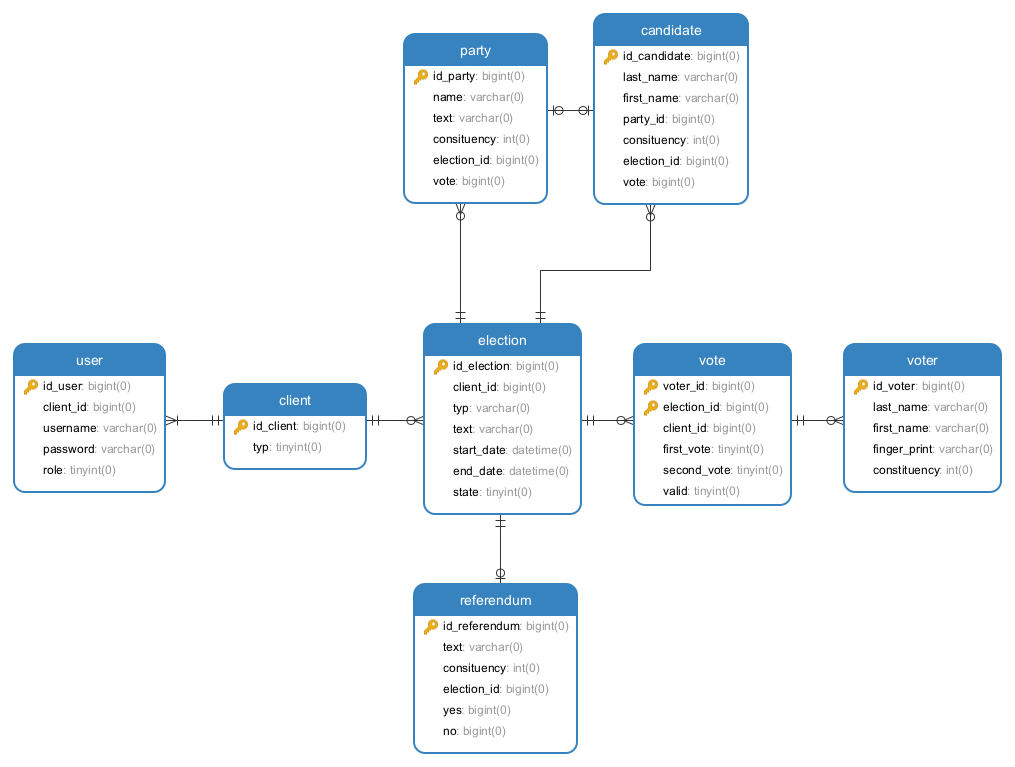 party
id_party: bigint(0)
name: varchar(0)
text: varchar(0)
consituency: int(0)
election_id: bigint(0)
vote: bigint(0)
candidate
id_candidate: bigint(0)
last_name: varchar(0)
first_name: varchar(0)
party_id: bigint(0)
consituency: int(0)
election_id: bigint(0)
vote: bigint(0)
user
id_user: bigint(0)
client_id: bigint(0)
username: varchar(0)
password: varchar(0)
role: tinyint(0)
client
id_client: bigint(0)
typ: tinyint(0)
election
id_election: bigint(0)
client_id: bigint(0)
typ: varchar(0)
text: varchar(0)
start_date: datetime(0)
end_date: datetime(0)
state: tinyint(0)
vote
voter_id: bigint(0)
election_id: bigint(0)
client_id: bigint(0)
first_vote: tinyint(0)
second_vote: tinyint(0)
valid: tinyint(0)
voter
id_voter: bigint(0)
last_name: varchar(0)
first_name: varchar(0)
finger_print: varchar(0)
constituency: int(0)
referendum
id_referendum: bigint(0)
text: varchar(0)
consituency: int(0)
election_id: bigint(0)
yes: bigint(0)
no: bigint(0)